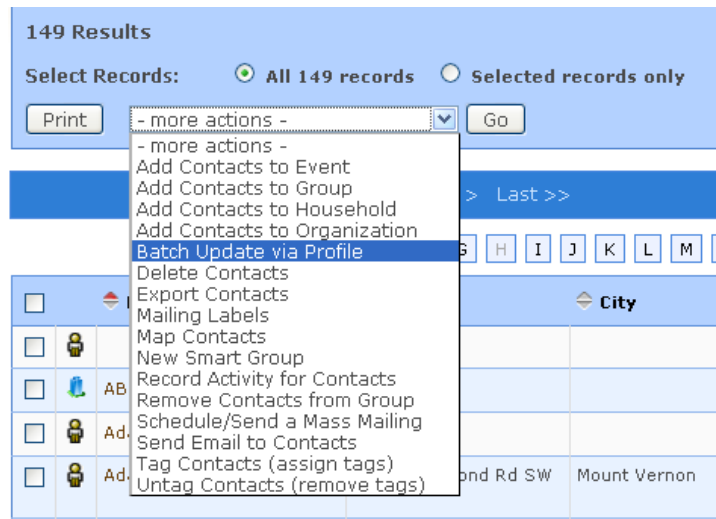 149 Results
Select Records: All 149 records Selected records only
Print - more actions - Go
- more actions -
Add Contacts to Event
Add Contacts to Group
Add Contacts to Household
Add Contacts to Organization
Batch Update via Profile
Delete Contacts
Export Contacts
Mailing Labels
Map Contacts
New Smart Group
Record Activity for Contacts
Remove Contacts from Group
Schedule/Send a Mass Mailing
Send Email to Contacts
Tag Contacts (assign tags)
Untag Contacts (remove tags)
> Last >>
H I J K L M
City
AB
Ad
Ad ond Rd SW Mount Vernon